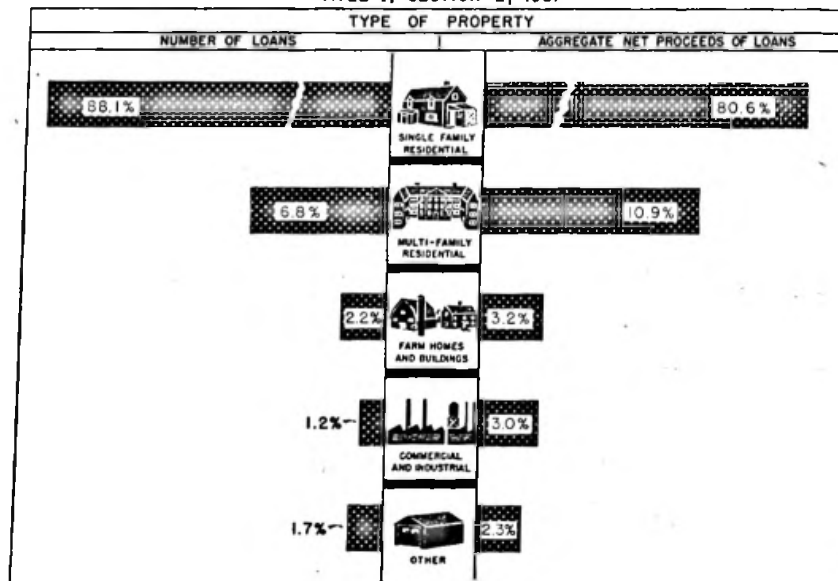 TYPE OF PROPERTY
NUMBER OF LOANS
AGGREGATE NET PROCEEDS OF LOANS
88.1%
80.6%
SINGLE FAMILY
RESIDENTIAL
6.8%
10.9%
MULTI-FAMILY
RESIDENTIAL
2.2%
3.2%
FARM HOMES
AND BUILDINGS
1.2%
3.0%
COMMERCIAL
AND INDUSTRIAL
1.7%
2.3%
OTHER